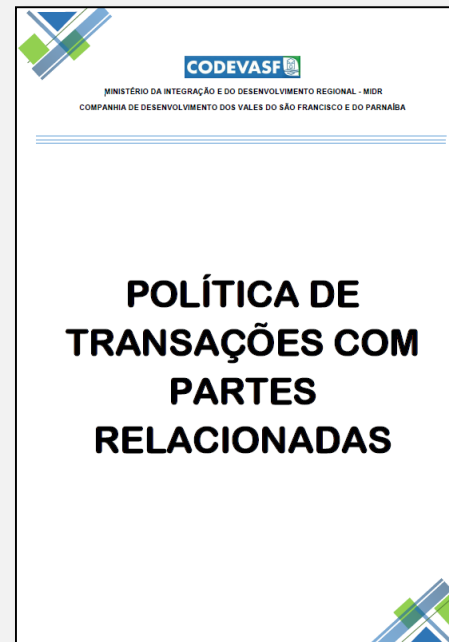 CODEVASF
MINISTÉRIO DA INTEGRAÇÃO E DO DESENVOLVIMENTO REGIONAL - MIDR
COMPANHIA DE DESENVOLVIMENTO DOS VALES DO SÃO FRANCISCO E DO PARNAÍBA
POLÍTICA DE
TRANSAÇÕES COM
PARTES
RELACIONADAS